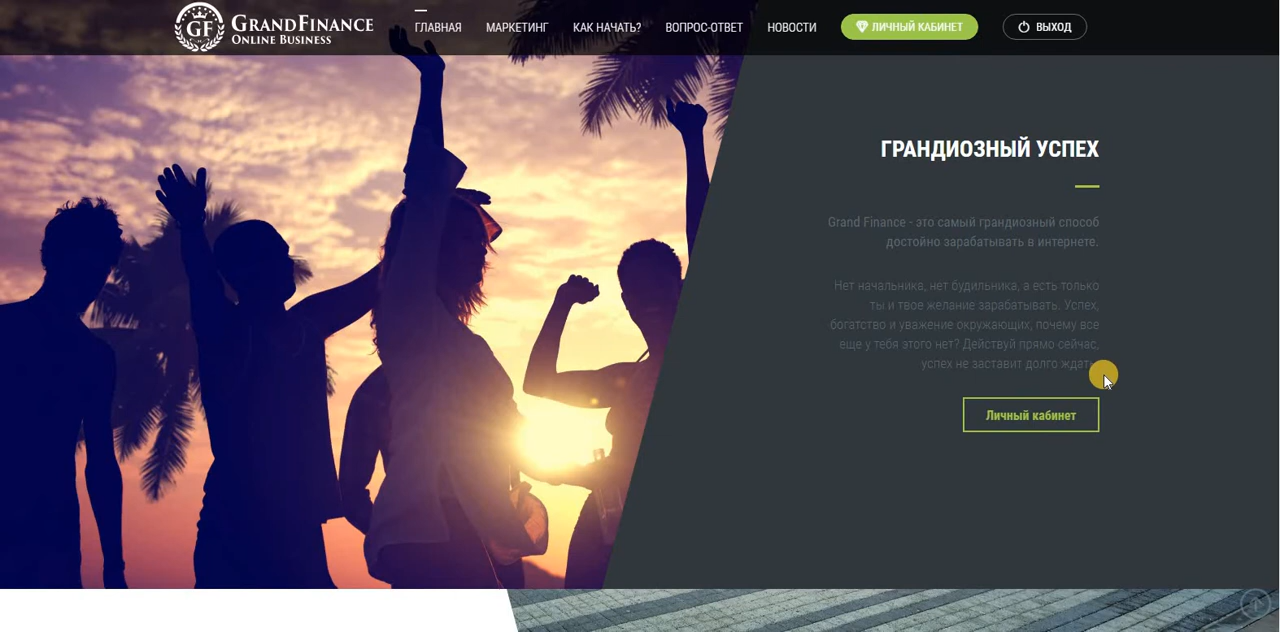 GF GRANDFINANCE
ONLINE BUSINESS
ГЛАВНАЯ МАРКЕТИНГ КАК НАЧАТЬ? ВОПРОС-ОТВЕТ НОВОСТИ ЛИЧНЫЙ КАБИНЕТ ВЫХОД
ГРАНДИОЗНЫЙ УСПЕХ
Grand Finance - это самый грандиозный способ
достойно зарабатывать в интернете.
Нет начальника, нет будильника, а есть только
ты и твое желание зарабатывать. Успех,
богатство и уважение окружающих, почему все
еще у тебя этого нет? Действуй прямо сейчас,
успех не заставит долго ждать.
Личный кабинет